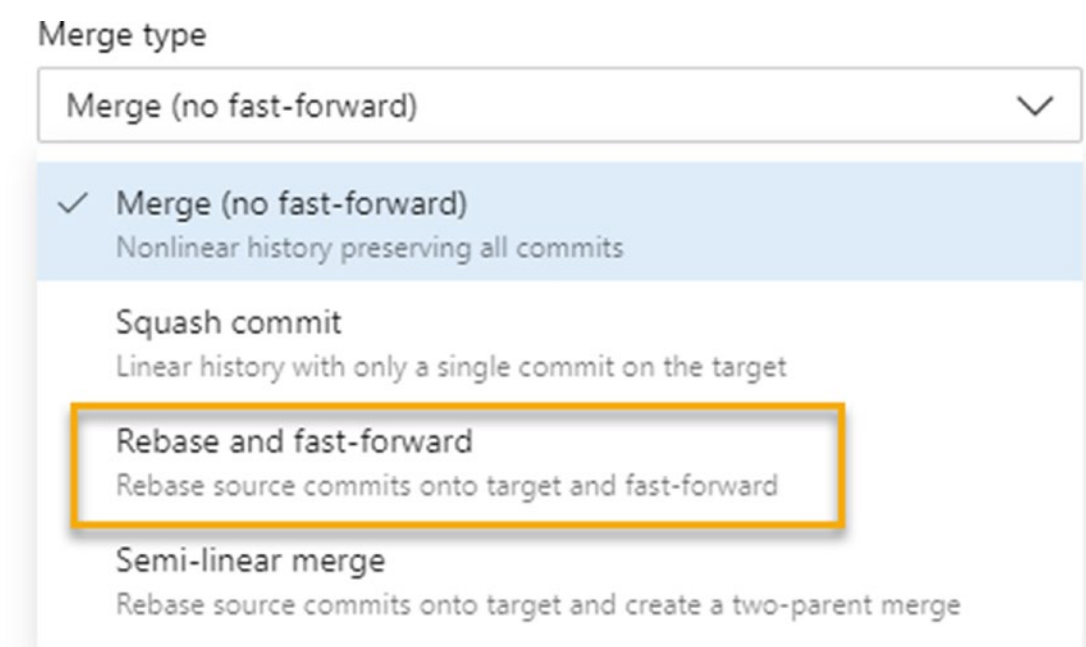 Merge type
Merge (no fast-forward)
Merge (no fast-forward)
Nonlinear history preserving all commits
Squash commit
Linear history with only a single commit on the target
Rebase and fast-forward
Rebase source commits onto target and fast-forward
Semi-linear merge
Rebase source commits onto target and create a two-parent merge